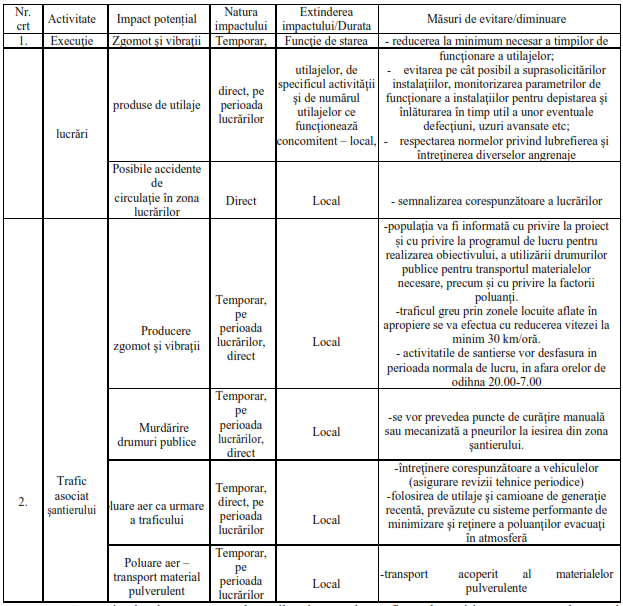 Nr. crt
Activitate
Impact potenţial
Natura impactului
Extinderea impactului/Durata
Măsuri de evitare/diminuare
1.
Execuţie
Zgomot şi vibraţii
Temporar,
Funcţie de starea
- reducerea la minimum necesar a timpilor de
lucrări
produse de utilaje
direct, pe
perioada
lucrărilor
utilajelor, de
specificul activităţii
şi de numărul
utilajelor ce
funcţionează
concomitent – local,
funcţionare a utilajelor;
- evitarea pe cât posibil a suprasolicitărilor
instalaţiilor, monitorizarea parametrilor de
funcţionare a instalaţiilor pentru depistarea şi
înlăturarea în timp util a unor eventuale
defecţiuni, uzuri avansate etc;
- respectarea normelor privind lubrefierea şi
întreţinerea diverselor angrenaje
Posibile accidente
de
circulaţie în zona
lucrărilor
Direct
Local
- semnalizarea corespunzătoare a lucrărilor
2.
Trafic
asociat
şantierului
Producere
zgomot şi vibraţii
Temporar,
pe
perioada
lucrărilor,
direct
Local
-populaţia va fi informată cu privire la proiect
şi cu privire la programul de lucru pentru
realizarea obiectivului, a utilizării drumurilor
publice pentru transportul materialelor
necesare, precum şi cu privire la factorii
poluanţi.
-traficul greu prin zonele locuite aflate în
apropiere se va efectua cu reducerea vitezei la
minim 30 km/oră.
- activitatile de santierse vor desfasura in
perioada normala de lucru, in afara orelor de
odihna 20.00-7.00
Murdărire
drumuri publice
Temporar,
pe
perioada
lucrărilor,
direct
Local
-se vor prevedea puncte de curăţire manuală
sau mecanizată a pneurilor la iesirea din zona
şantierului.
luare aer ca urmare
a traficului
Temporar,
direct, pe
perioada
lucrărilor
Local
-întreţinere corespunzătoare a vehiculelor
(asigurare revizii tehnice periodice)
-folosirea de utilaje şi camioane de generaţie
recentă, prevăzute cu sisteme performante de
minimizare şi reţinere a poluanţilor evacuaţi
în atmosferă
Poluare aer –
transport material
pulverulent
Temporar,
pe
perioada
lucrărilor
Local
-transport acoperit al materialelor
pulverulente